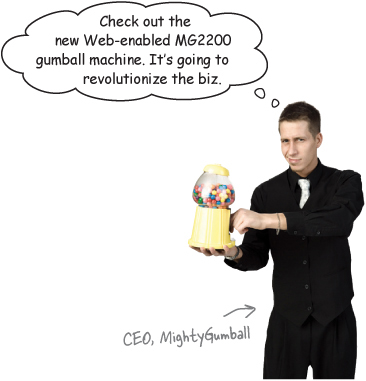 Check out the
new Web-enabled MG2200
gumball machine. It's going to
revolutionize the biz.
CEO, MightyGumball